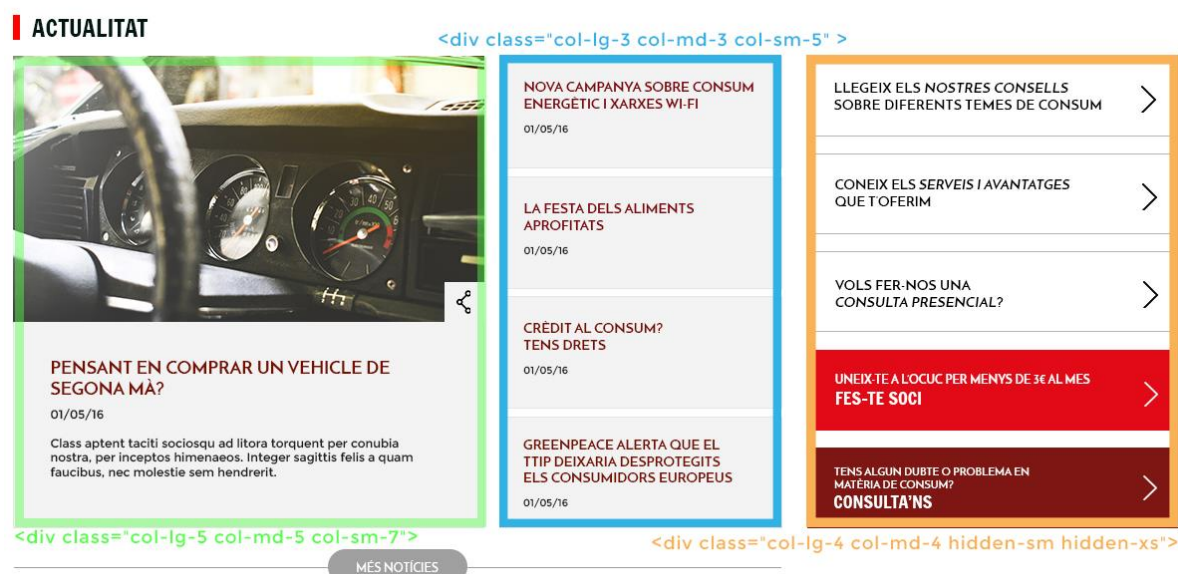 ACTUALITAT
<div class="col-lg-3 col-md-3 col-sm-5" >
PENSANT EN COMPRAR UN VEHICLE DE
SEGONA MÀ?
01/05/16
Class aptent taciti sociosqu ad litora torquent per conubia
nostra, per inceptos himenaeos. Integer sagittis felis a quam
faucibus, nec molestie sem hendrerit.
<div class="col-lg-5 col-md-5 col-sm-7">
NOVA CAMPANYA SOBRE CONSUM
ENERGÈTIC I XARXES WI-FI
01/05/16
LA FESTA DELS ALIMENTS
APROFITATS
01/05/16
CRÈDIT AL CONSUM?
TENS DRETS
01/05/16
GREENPEACE ALERTA QUE EL
TTIP DEIXARIA DESPROTEGITS
ELS CONSUMIDORS EUROPEUS
01/05/16
LLEGEIX ELS NOSTRES CONSELLS
SOBRE DIFERENTS TEMES DE CONSUM
CONEIX ELS SERVEIS I AVANTATGES
QUE T'OFERIM
VOLS FER-NOS UNA
CONSULTA PRESENCIAL?
UNEIX-TE A L'OCUC PER MENYS DE 3€ AL MES
FES-TE SOCI
TENS ALGUN DUBTE O PROBLEMA EN
MATÈRIA DE CONSUM?
CONSULTA'NS
<div class="col-lg-4 col-md-4 hidden-sm hidden-xs">
MÉS NOTÍCIES